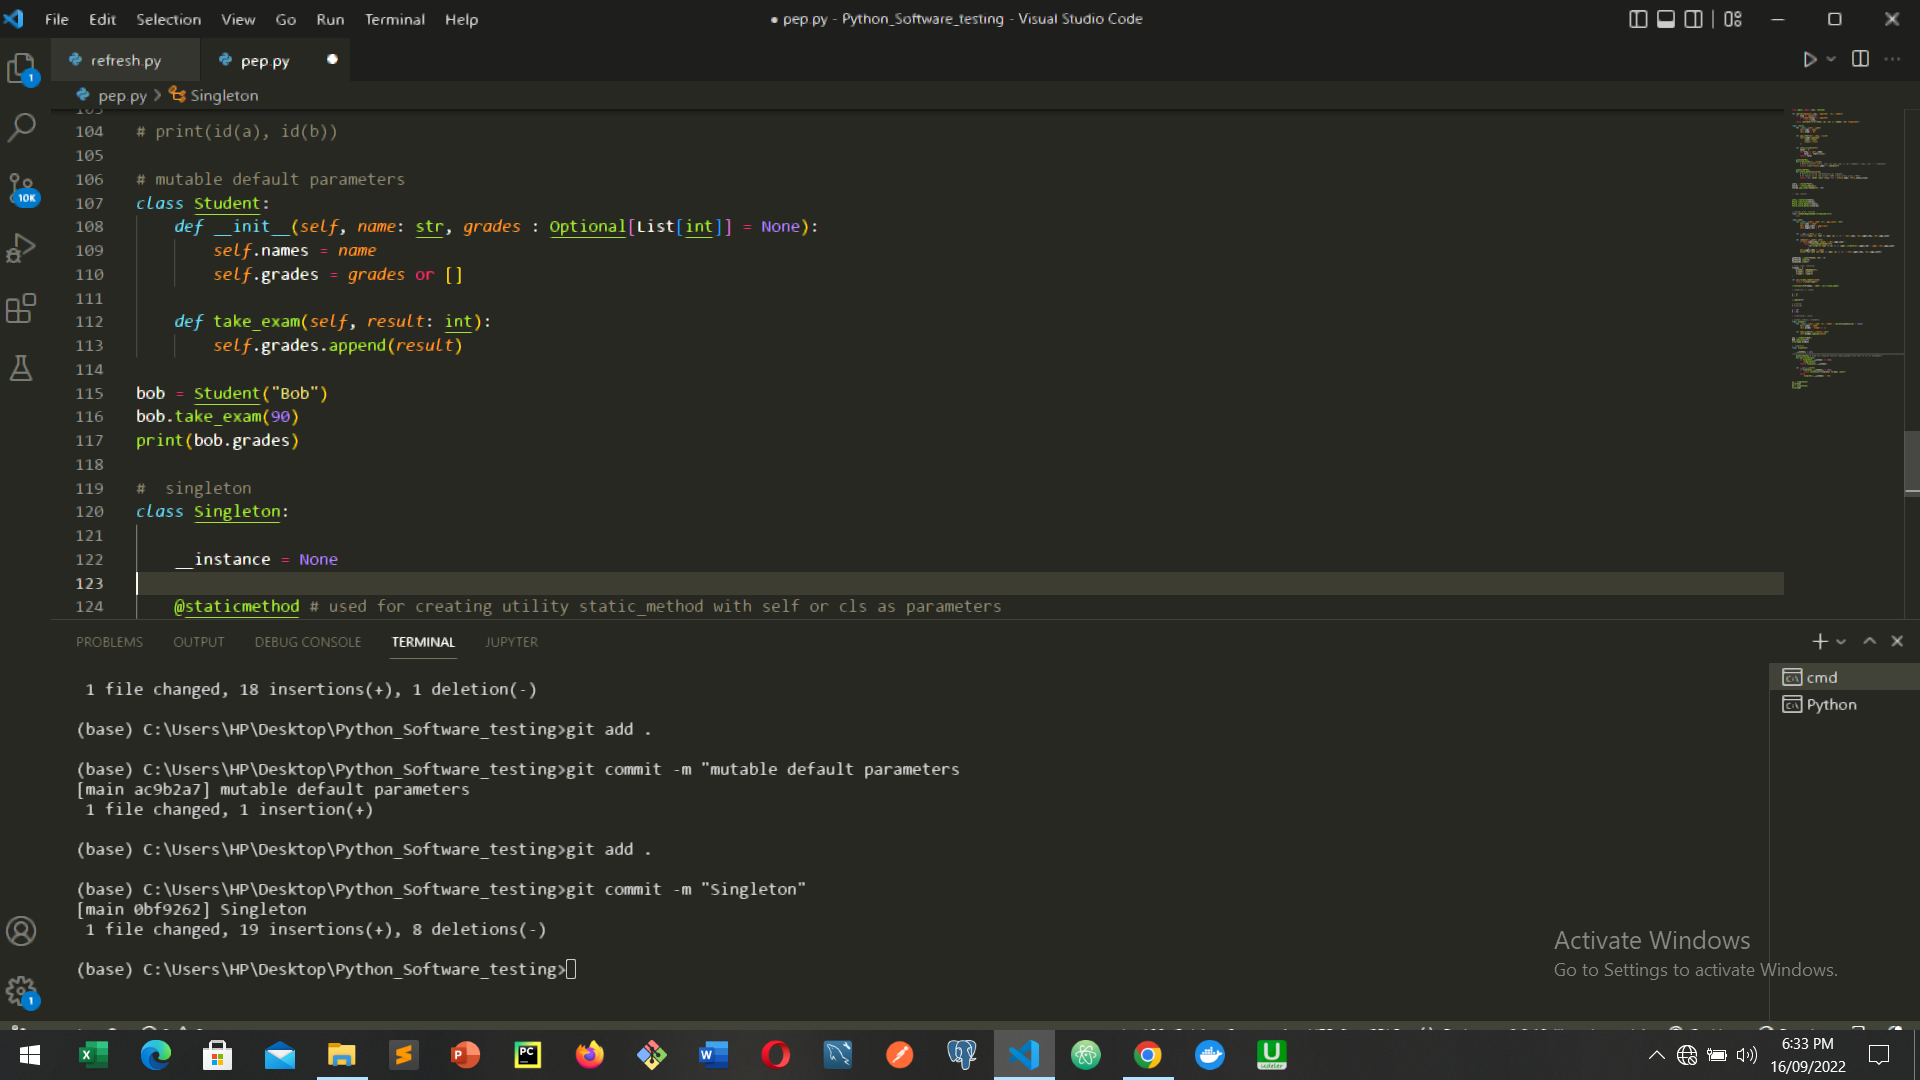 File Edit Selection View Go Run Terminal Help
● pep.py - Python_Software_testing - Visual Studio Code
refresh.py
pep.py
1
pep.py > Singleton
10K
104 # print(id(a), id(b))
105
106 # mutable default parameters
107 class Student:
108 def __init__(self, name: str, grades : Optional[List[int]] = None):
109 self.names = name
110 self.grades = grades or []
111
112 def take_exam(self, result: int):
113 self.grades.append(result)
114
115 bob = Student("Bob")
116 bob.take_exam(90)
117 print(bob.grades)
118
119 #  singleton
120 class Singleton:
121
122 __instance = None
123
124 @staticmethod # used for creating utility static_method with self or cls as parameters
PROBLEMS OUTPUT DEBUG CONSOLE TERMINAL JUPYTER
cmd
Python
1 file changed, 18 insertions(+), 1 deletion(-)
(base) C:\Users\HP\Desktop\Python_Software_testing>git add .
(base) C:\Users\HP\Desktop\Python_Software_testing>git commit -m "mutable default parameters
[main ac9b2a7] mutable default parameters
1 file changed, 1 insertion(+)
(base) C:\Users\HP\Desktop\Python_Software_testing>git add .
(base) C:\Users\HP\Desktop\Python_Software_testing>git commit -m "Singleton"
[main 0bf9262] Singleton
1 file changed, 19 insertions(+), 8 deletions(-)
(base) C:\Users\HP\Desktop\Python_Software_testing>
Activate Windows
Go to Settings to activate Windows.
1
6:33 PM
16/09/2022